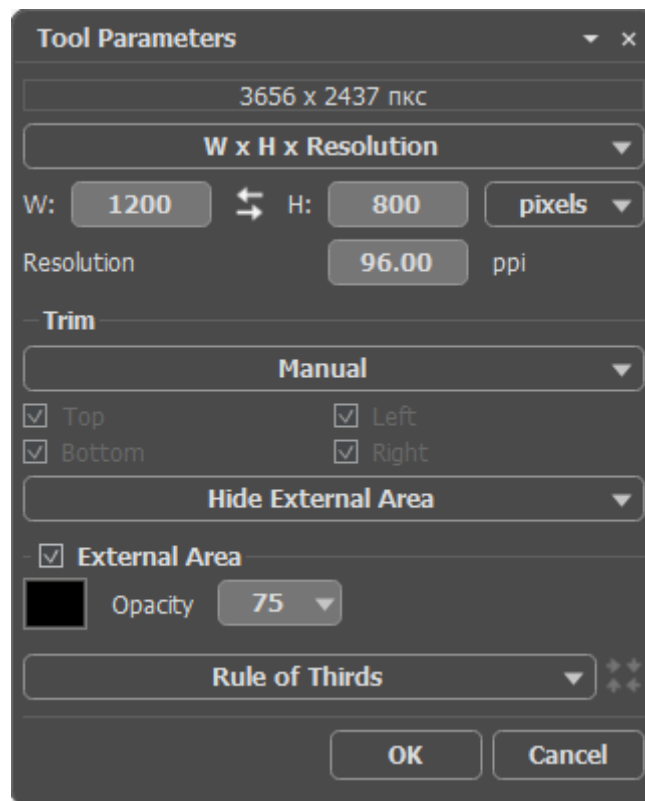 Tool Parameters
3656 x 2437 пкс
W x H x Resolution
W: 1200 H: 800 pixels
Resolution 96.00 ppi
Trim
Manual
Top Left
Bottom Right
Hide External Area
External Area
Opacity 75
Rule of Thirds
OK Cancel